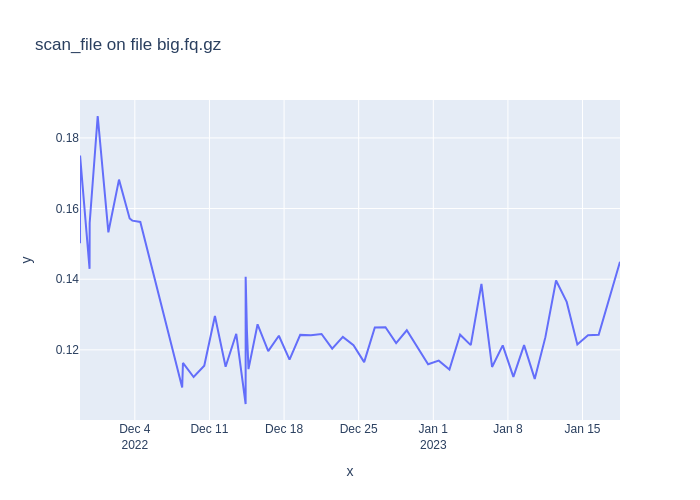 scan_file on file big.fq.gz
0.18
0.16
0.14
0.12
y
Dec 4 Dec 11 Dec 18 Dec 25 Jan 1 Jan 8 Jan 15
2022 2023
x